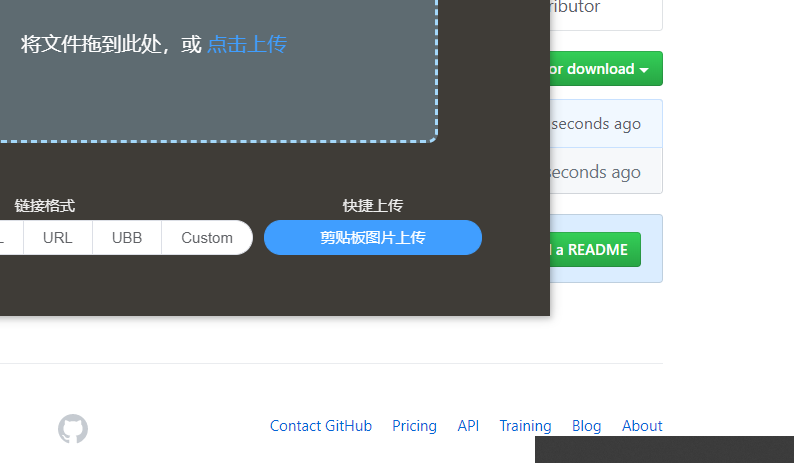 将文件拖到此处，或 点击上传
链接格式
URL
UBB
Custom
快捷上传
剪贴板图片上传
download
seconds ago
seconds ago
a README
Contact GitHub
Pricing
API
Training
Blog
About